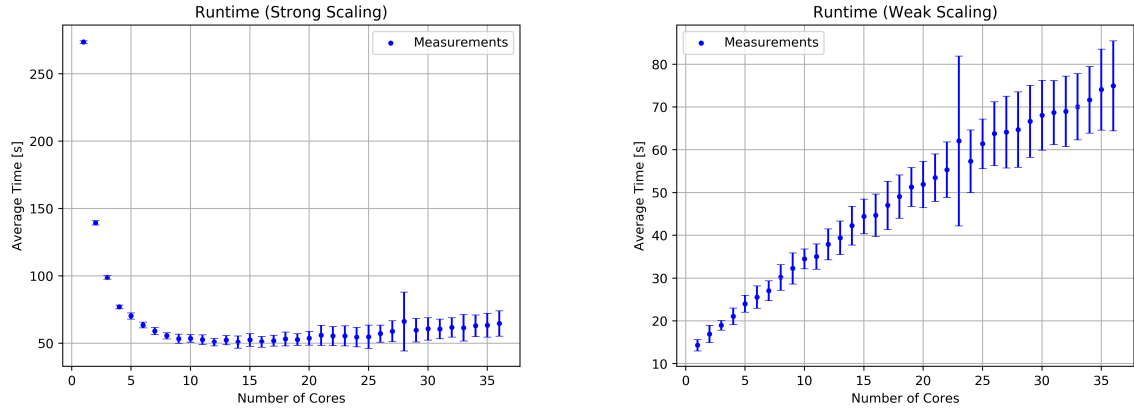 Runtime (Strong Scaling)
Measurements
250
200
150
100
50
Average Time [s]
0 5 10 15 20 25 30 35
Number of Cores
Runtime (Weak Scaling)
Measurements
80
70
60
50
40
30
20
10
Average Time [s]
0 5 10 15 20 25 30 35
Number of Cores